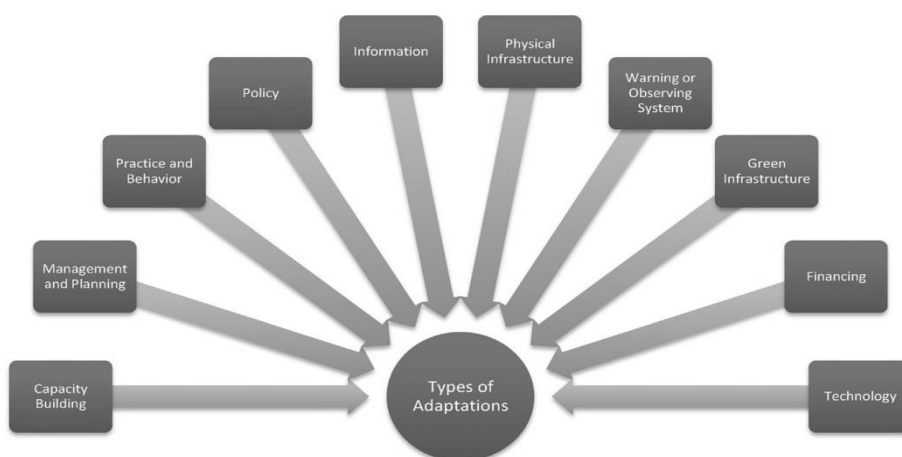 Information
Physical
Infrastructure
Policy
Warning or
Observing
System
Practice and
Behavior
Green
Infrastructure
Management
and Planning
Financing
Capacity
Building
Types of
Adaptations
Technology